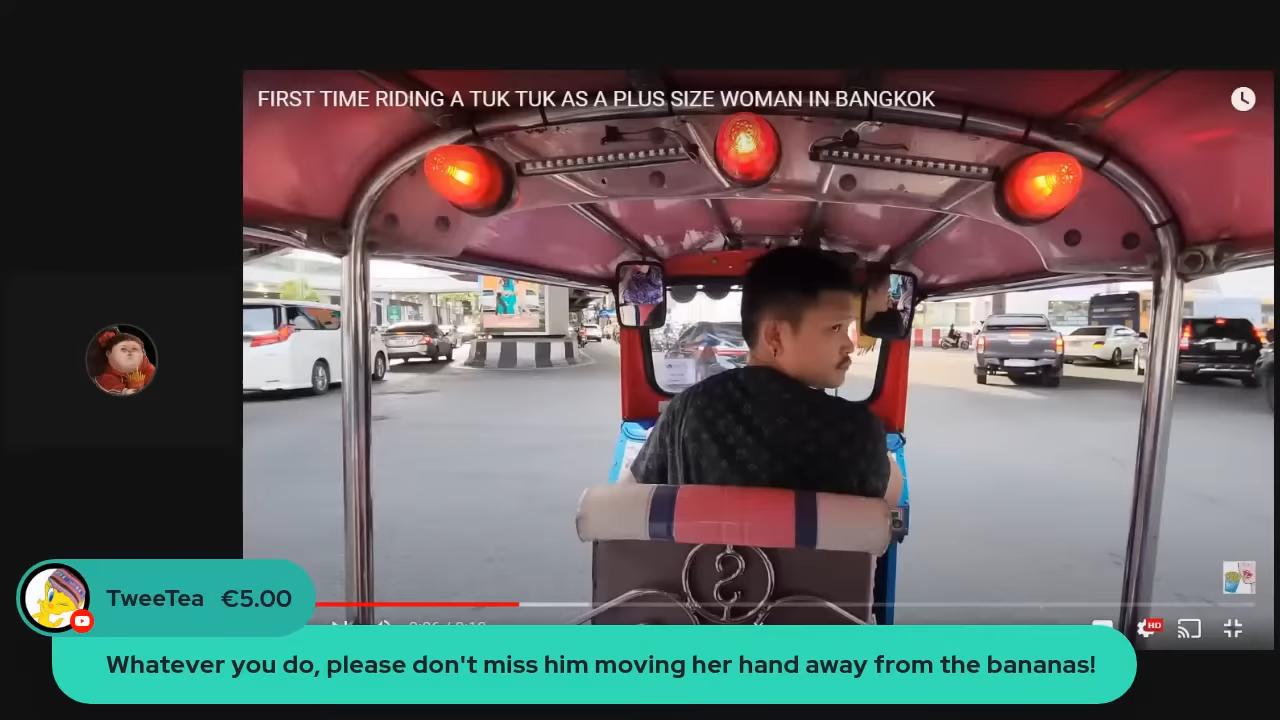 FIRST TIME RIDING A TUK TUK AS A PLUS SIZE WOMAN IN BANGKOK
HD
TweeTea €5.00
Whatever you do, please don't miss him moving her hand away from the bananas!